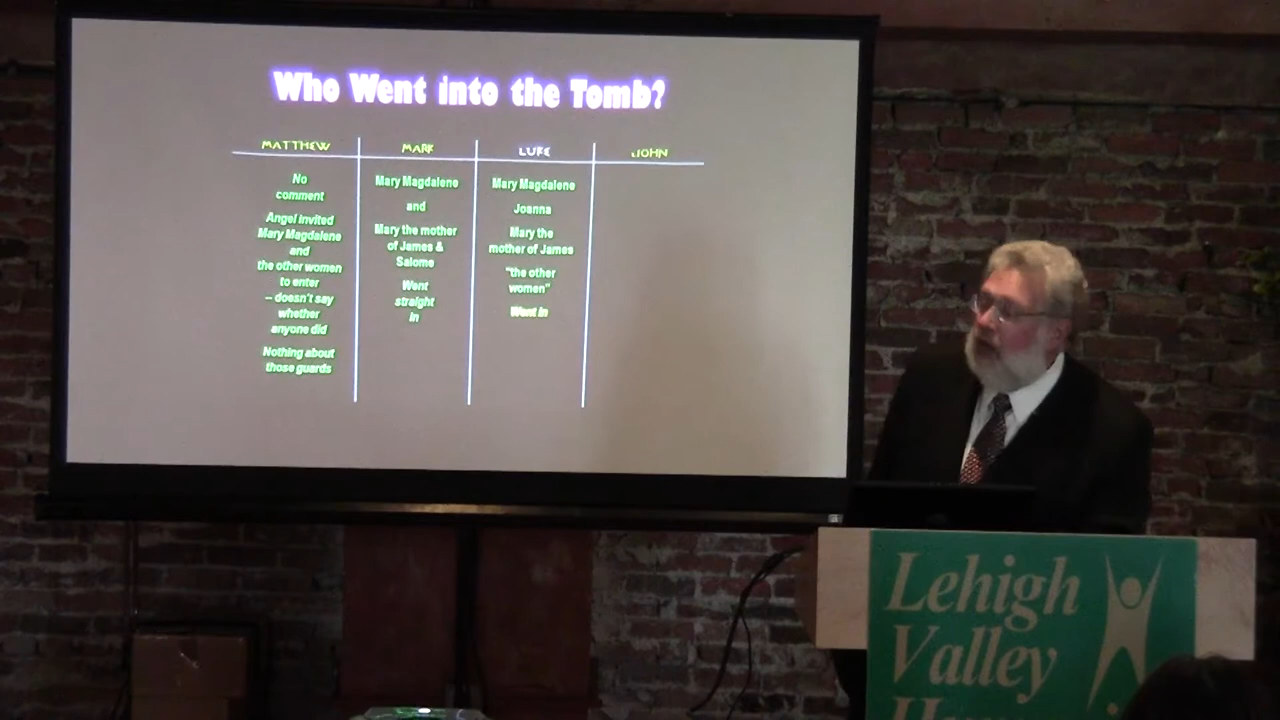 Who Went into the Tomb?
MATTHEW
MARK
LUKE
JOHN
No
comment
Angel invited
Mary Magdalene
and
the other women
to enter
– doesn't say
whether
anyone did
Nothing about
those guards
Mary Magdalene
and
Mary the mother
of James &
Salome
Went
straight
in
Mary Magdalene
Joanna
Mary the
mother of James
"the other
women"
Went in
Lehigh
Valley